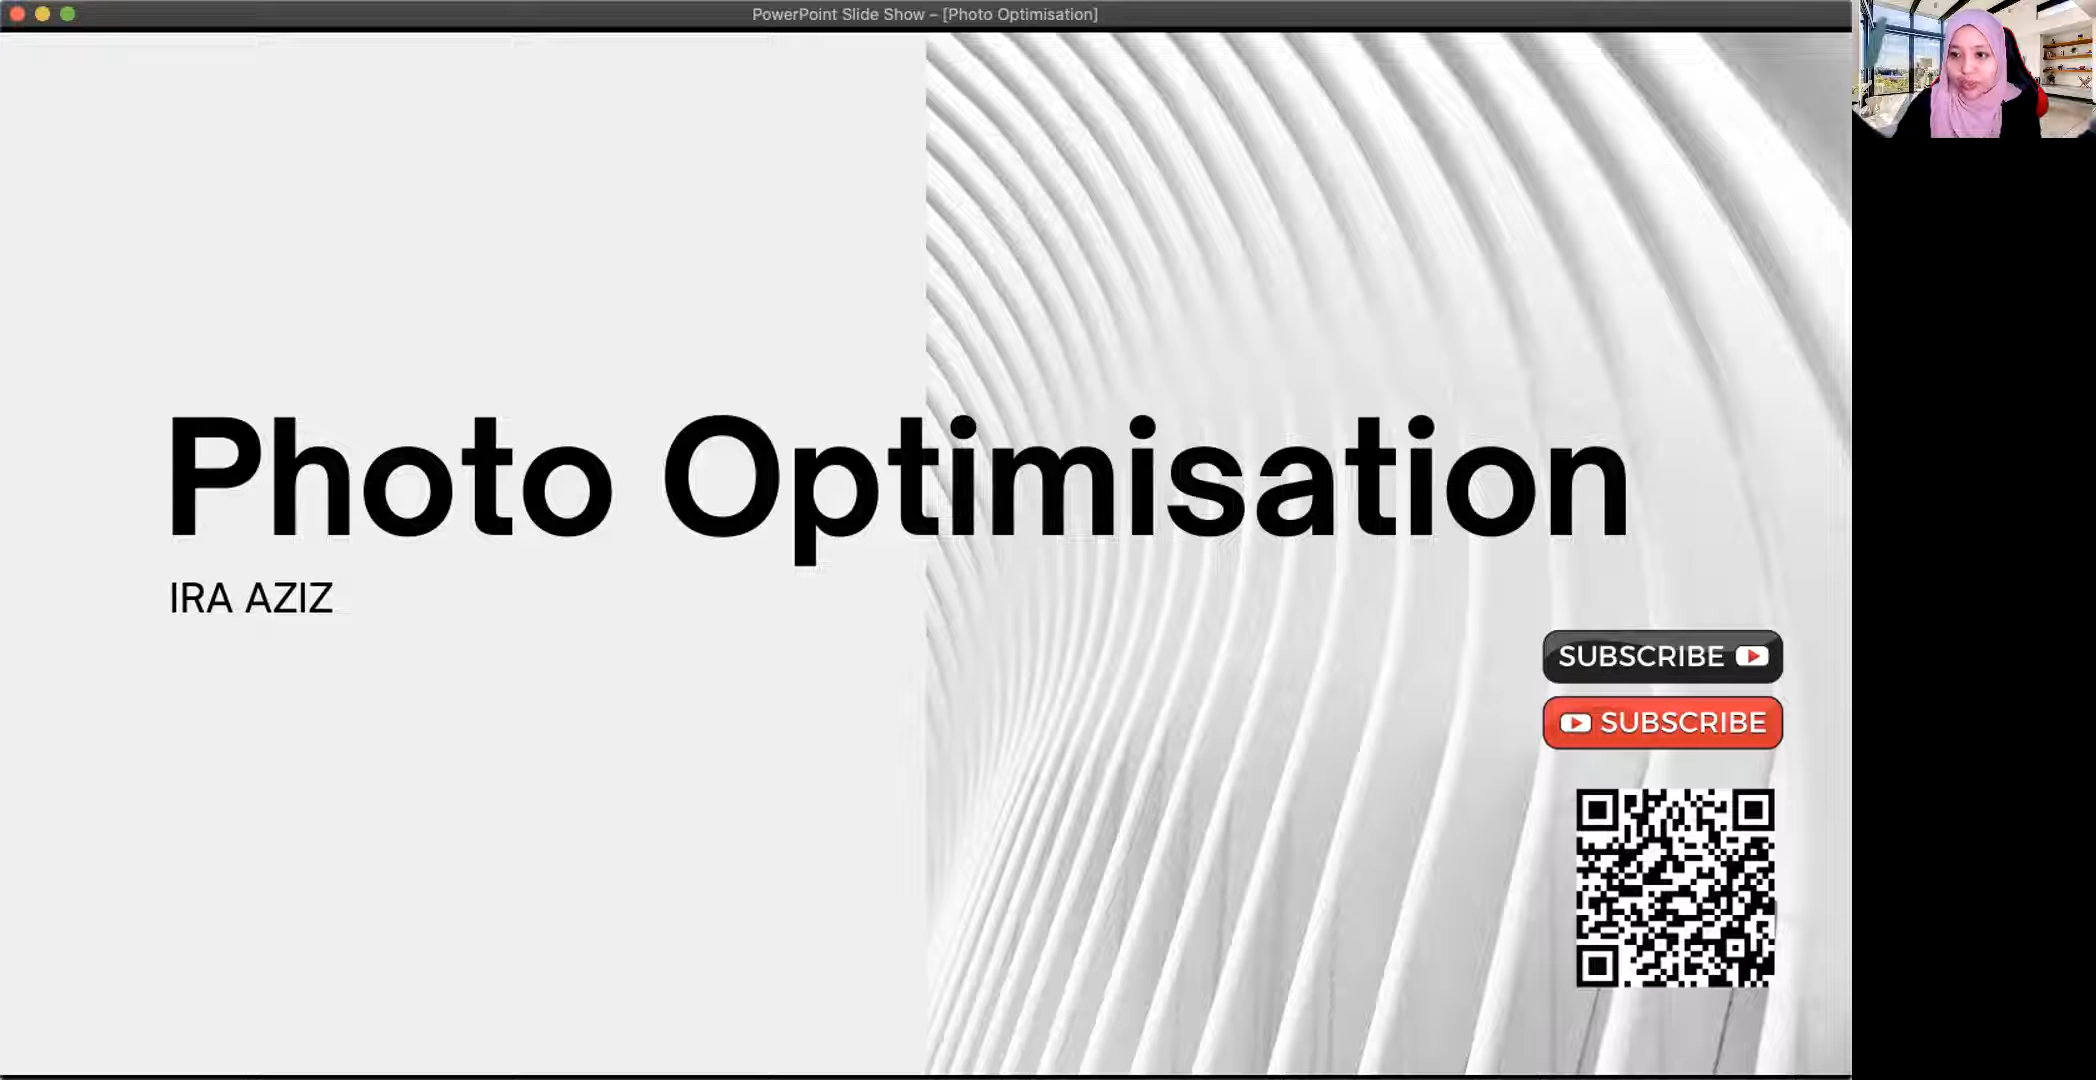 PowerPoint Slide Show – [Photo Optimisation]
Photo Optimisation
IRA AZIZ
SUBSCRIBE
SUBSCRIBE